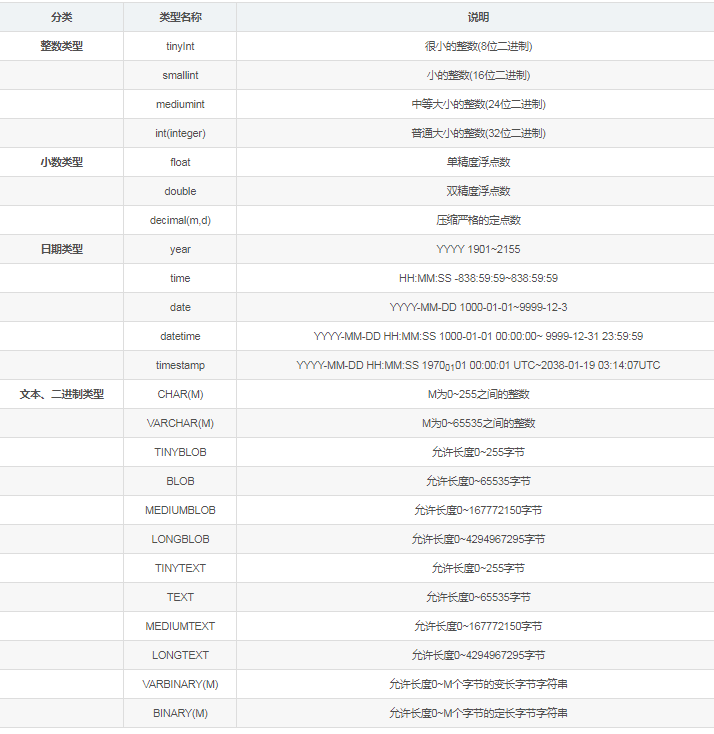 分类 类型名称 说明
整数类型 tinyInt 很小的整数(8位二进制)
smallint 小的整数(16位二进制)
mediumint 中等大小的整数(24位二进制)
int(integer) 普通大小的整数(32位二进制)
小数类型 float 单精度浮点数
double 双精度浮点数
decimal(m,d) 压缩严格的定点数
日期类型 year YYYY 1901~2155
time HH:MM:SS -838:59:59~838:59:59
date YYYY-MM-DD 1000-01-01~9999-12-3
datetime YYYY-MM-DD HH:MM:SS 1000-01-01 00:00:00~ 9999-12-31 23:59:59
timestamp YYYY-MM-DD HH:MM:SS 19700101 00:00:01 UTC~2038-01-19 03:14:07UTC
文本、二进制类型 CHAR(M) M为0~255之间的整数
VARCHAR(M) M为0~65535之间的整数
TINYBLOB 允许长度0~255字节
BLOB 允许长度0~65535字节
MEDIUMBLOB 允许长度0~167772150字节
LONGBLOB 允许长度0~4294967295字节
TINYTEXT 允许长度0~255字节
TEXT 允许长度0~65535字节
MEDIUMTEXT 允许长度0~167772150字节
LONGTEXT 允许长度0~4294967295字节
VARBINARY(M) 允许长度0~M个字节的变长字节字符串
BINARY(M) 允许长度0~M个字节的定长字节字符串